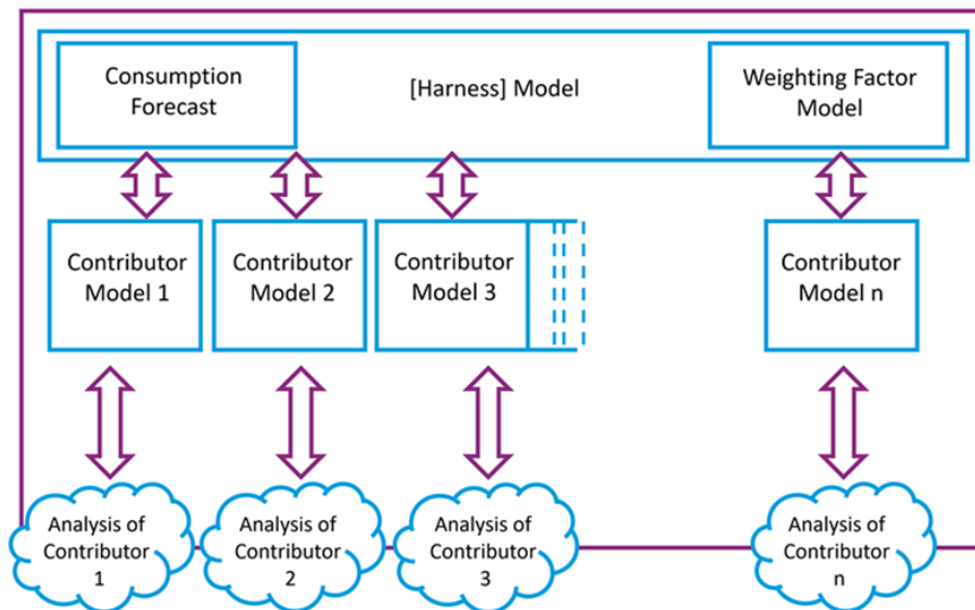 Consumption
Forecast
[Harness] Model
Weighting Factor
Model
Contributor
Model 1
Contributor
Model 2
Contributor
Model 3
Contributor
Model n
Analysis of
Contributor
1
Analysis of
Contributor
2
Analysis of
Contributor
3
Analysis of
Contributor
n